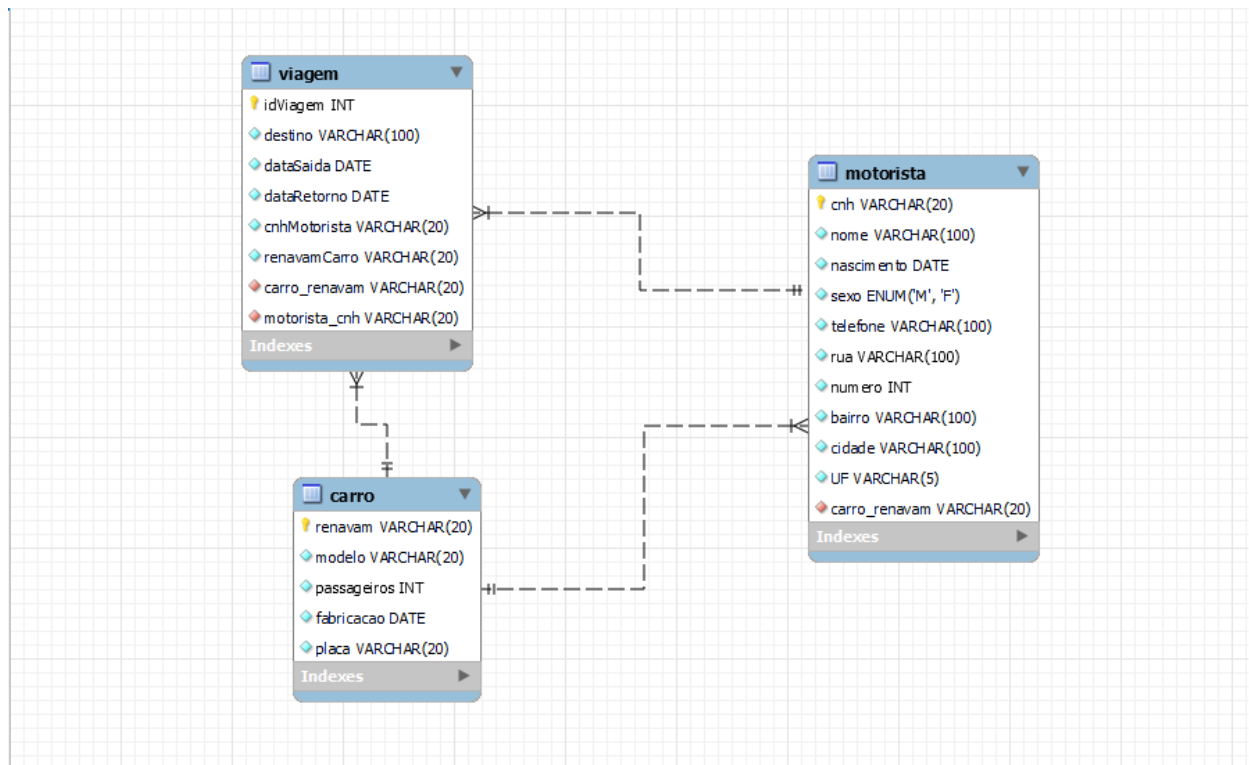 viagem
idViagem INT
destino VARCHAR(100)
dataSaida DATE
dataRetorno DATE
cnhMotorista VARCHAR(20)
renavamCarro VARCHAR(20)
carro_renavam VARCHAR(20)
motorista_cnh VARCHAR(20)
Indexes
motorista
cnh VARCHAR(20)
nome VARCHAR(100)
nascimento DATE
sexo ENUM('M', 'F')
telefone VARCHAR(100)
rua VARCHAR(100)
numero INT
bairro VARCHAR(100)
cidade VARCHAR(100)
UF VARCHAR(5)
carro_renavam VARCHAR(20)
Indexes
carro
renavam VARCHAR(20)
modelo VARCHAR(20)
passageiros INT
fabricacao DATE
placa VARCHAR(20)
Indexes